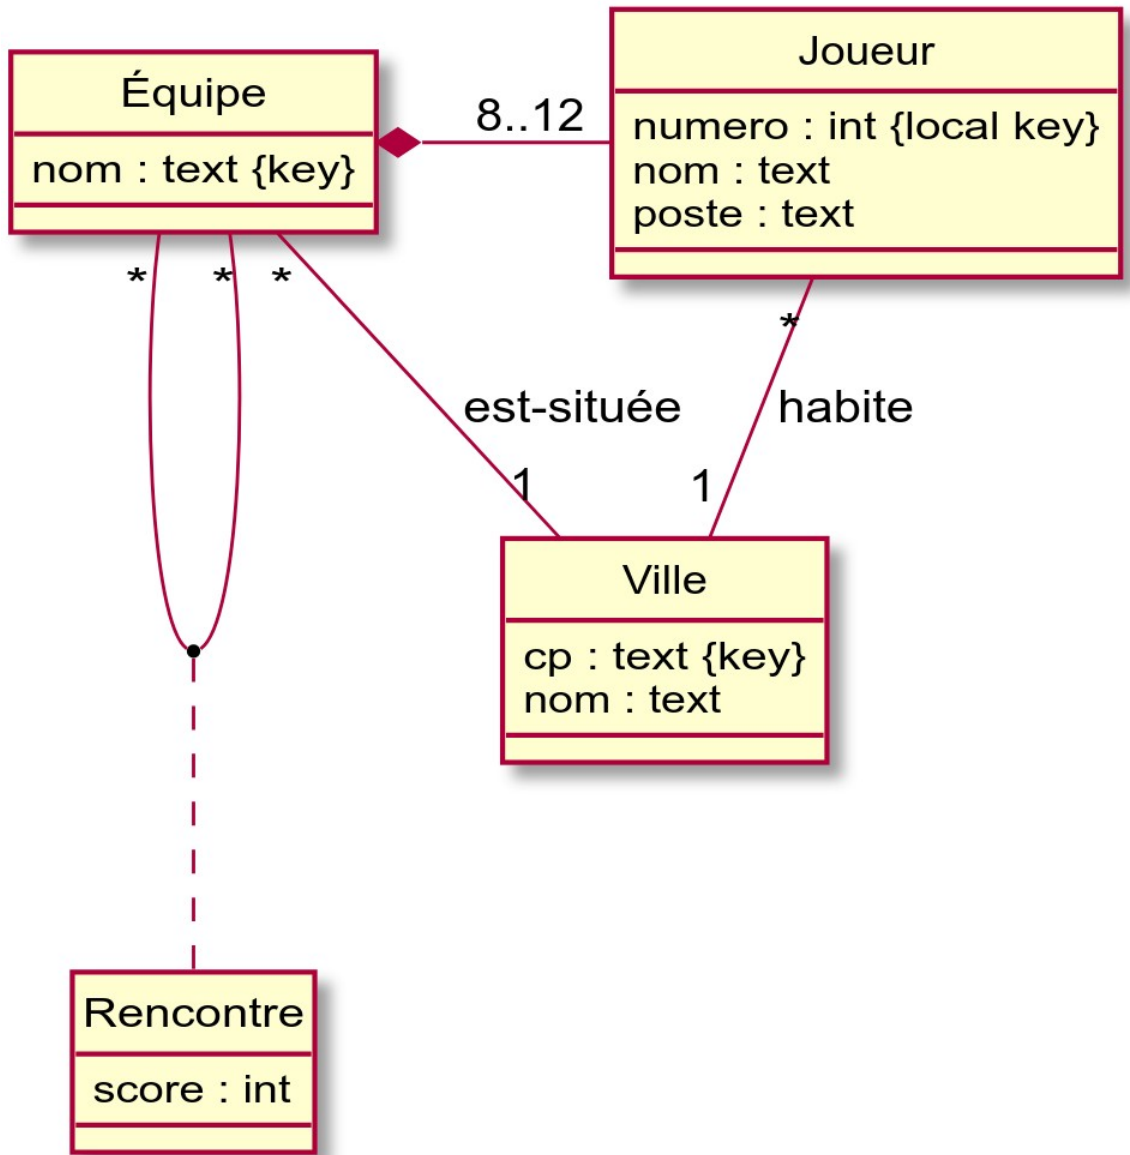 Équipe
nom : text {key}
8..12
Joueur
numero : int {local key}
nom : text
poste : text
*
*
*
*
est-située
habite
1
1
Ville
cp : text {key}
nom : text
Rencontre
score : int